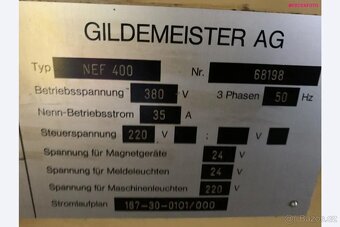 GILDEMEISTER AG
Typ NEF 400 Nr. 68198
Betriebsspannung 380 V 3 Phasen 50 Hz
Nenn-Betriebsstrom 35 A
Steuerspannung 220 V ; V ;
Spannung für Magnetgeräte 24 V
Spannung für Meldeleuchten 24 V
Spannung für Maschinenleuchten 220 V
Stromlaufplan 187-30-0101/000